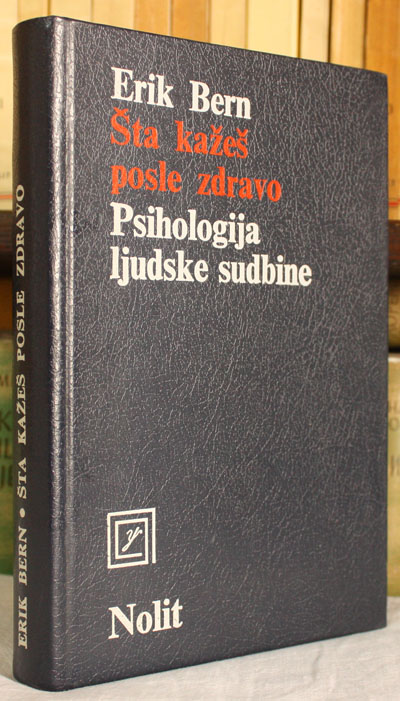 Erik Bern
Šta kažeš
posle zdravo
Psihologija
ljudske sudbine
Nolit
ERIK BERN • ŠTA KAŽEŠ POSLE ZDRAVO